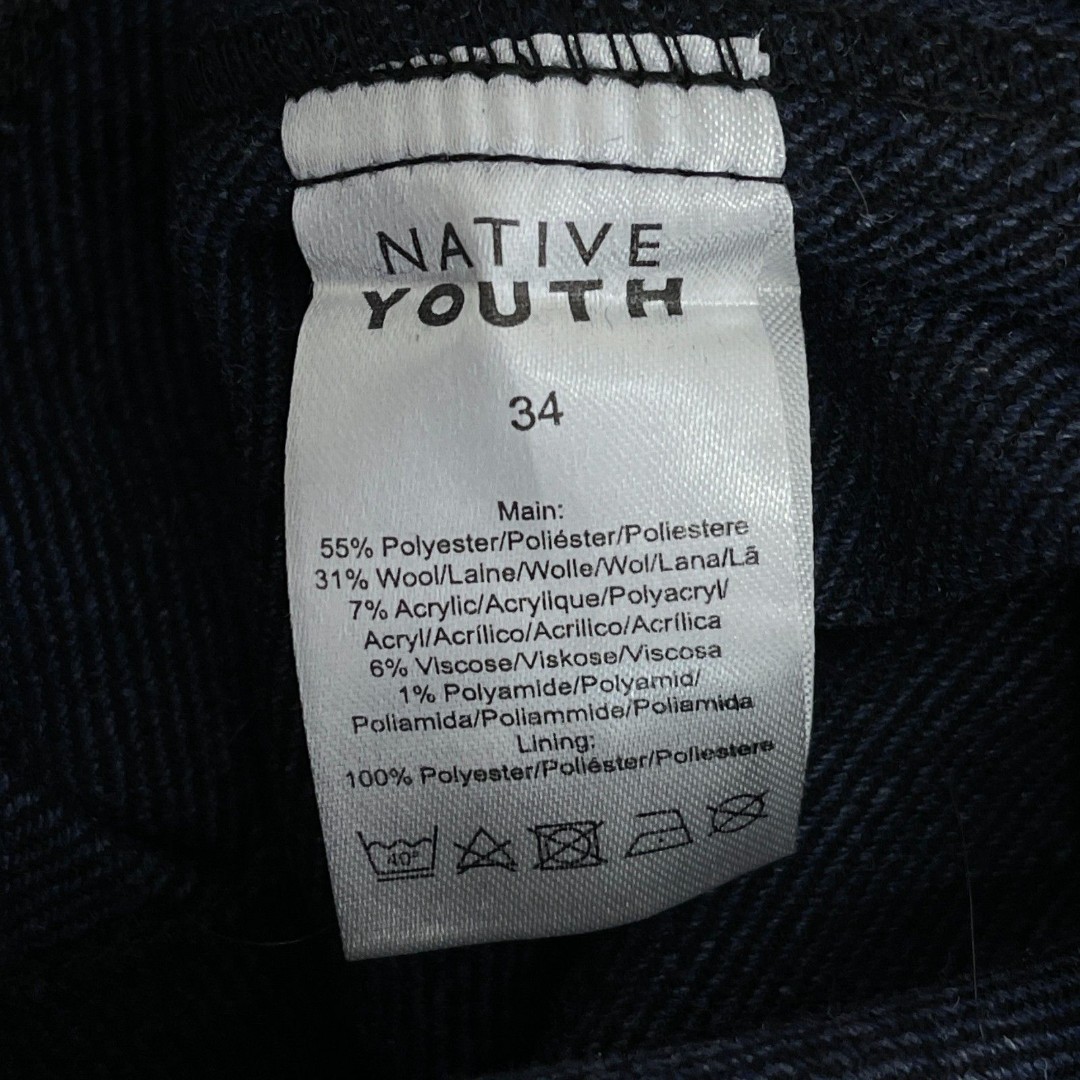 NATIVE
YOUTH
34
Main:
55% Polyester/Poliéster/Poliestere
31% Wool/Laine/Wolle/Wol/Lana/Lã
7% Acrylic/Acrylique/Polyacryl/
Acryl/Acrílico/Acrilico/Acrílica
6% Viscose/Viskose/Viscosa
1% Polyamide/Polyamid/
Poliamida/Poliammide/Poliamida
Lining:
100% Polyester/Poliéster/Poliestere
40°